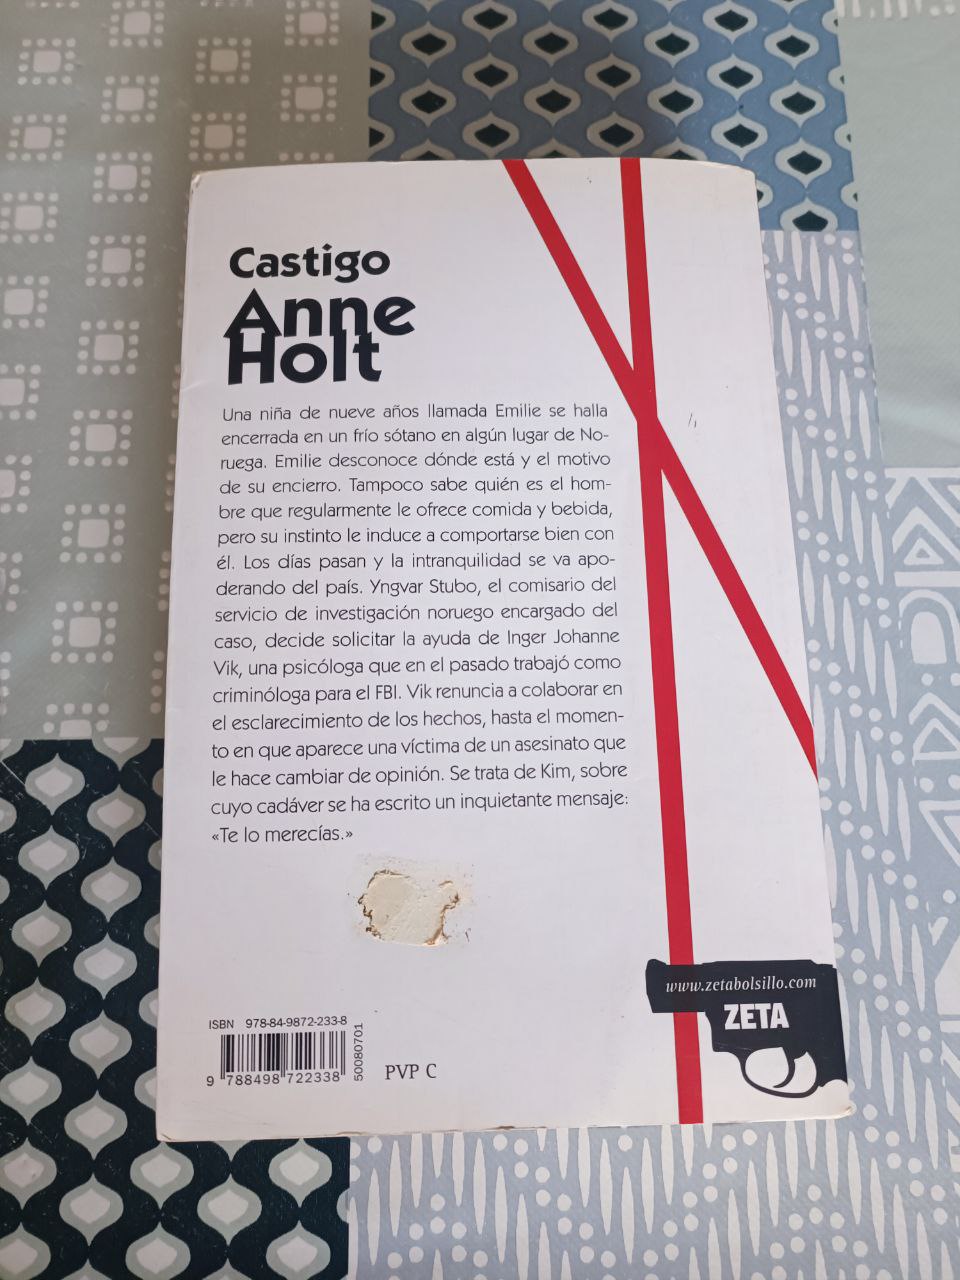 Castigo
Anne
Holt
Una niña de nueve años llamada Emilie se halla
encerrada en un frío sótano en algún lugar de No-
ruega. Emilie desconoce dónde está y el motivo
de su encierro. Tampoco sabe quién es el hom-
bre que regularmente le ofrece comida y bebida,
pero su instinto le induce a comportarse bien con
él. Los días pasan y la intranquilidad se va apo-
derando del país. Yngvar Stubo, el comisario del
servicio de investigación noruego encargado del
caso, decide solicitar la ayuda de Inger Johanne
Vik, una psicóloga que en el pasado trabajó como
criminóloga para el FBI. Vik renuncia a colaborar en
el esclarecimiento de los hechos, hasta el momen-
to en que aparece una víctima de un asesinato que
le hace cambiar de opinión. Se trata de Kim, sobre
cuyo cadáver se ha escrito un inquietante mensaje:
«Te lo merecías.»
www.zetabolsillo.com
ZETA
ISBN 978-84-9872-233-8
9 788498 722338
50080701
PVP C